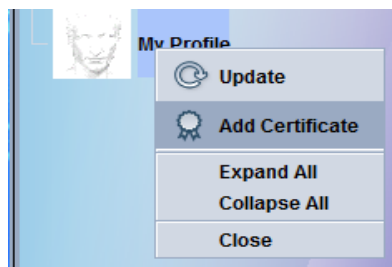 My Profile
Update
Add Certificate
Expand All
Collapse All
Close